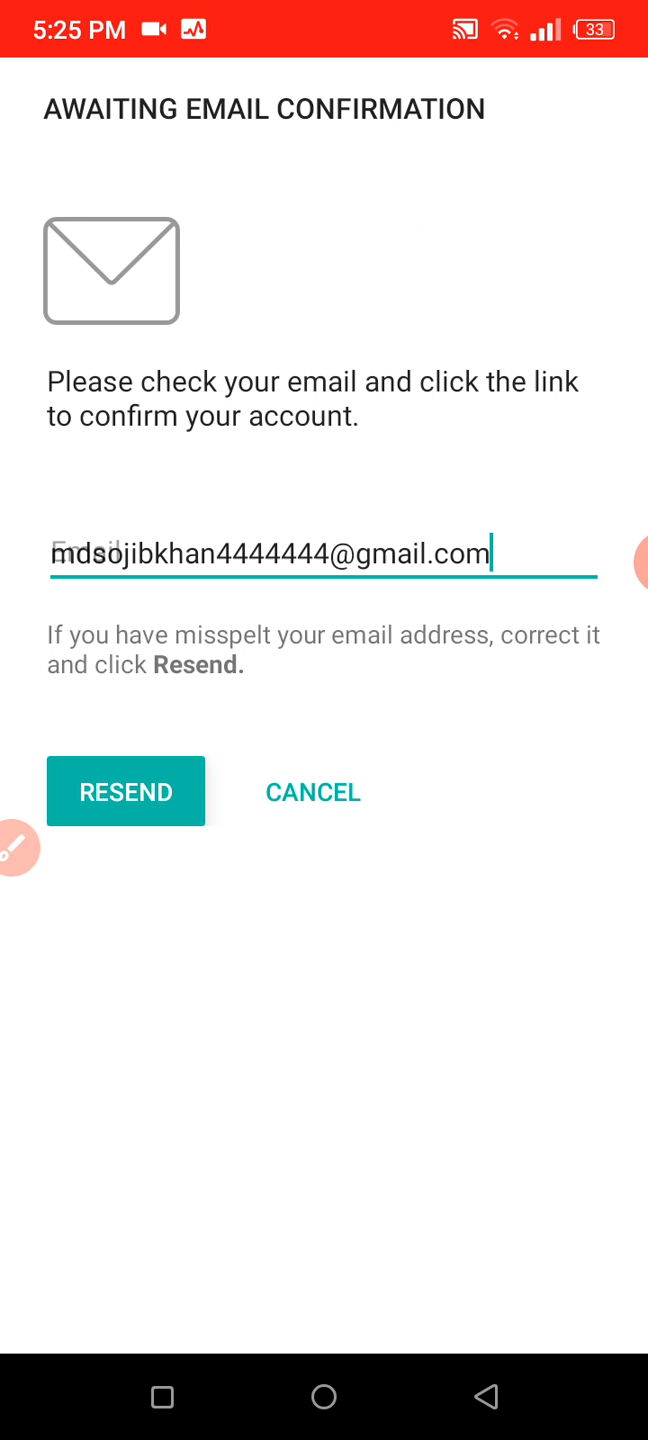 5:25 PM
33
AWAITING EMAIL CONFIRMATION
Please check your email and click the link
to confirm your account.
Email
mdsojibkhan4444444@gmail.com
If you have misspelt your email address, correct it
and click Resend.
RESEND
CANCEL